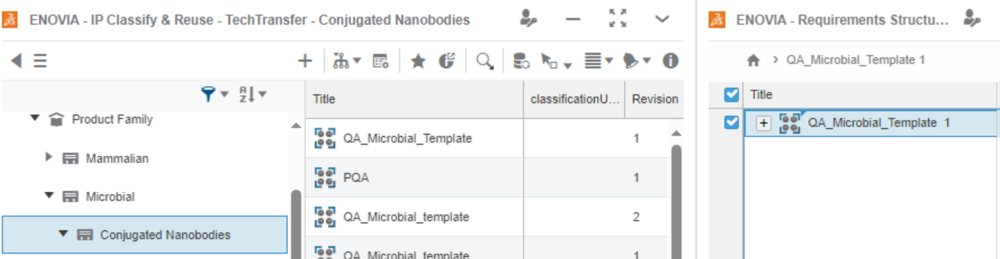 ENOVIA - IP Classify & Reuse - TechTransfer - Conjugated Nanobodies
Product Family
Mammalian
Microbial
Conjugated Nanobodies
Title classificationU... Revision
QA_Microbial_Template 1
PQA 1
QA_Microbial_template 2
QA_Microbial_template 1
ENOVIA - Requirements Structu...
QA_Microbial_Template 1
Title
QA_Microbial_Template 1